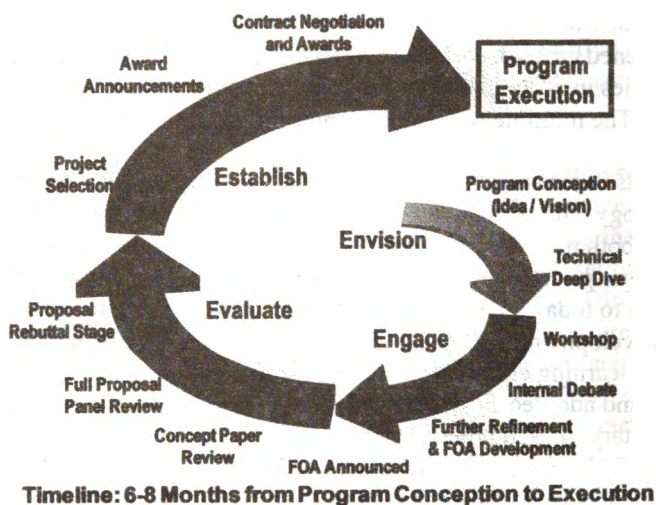 Contract Negotiation
and Awards
Award
Announcements
Program
Execution
Project
Selection
Establish
Program Conception
(Idea / Vision)
Envision
Technical
Deep Dive
Proposal
Rebuttal Stage
Evaluate
Engage
Workshop
Internal Debate
Full Proposal
Panel Review
Further Refinement
& FOA Development
Concept Paper
Review
FOA Announced
Timeline: 6-8 Months from Program Conception to Execution